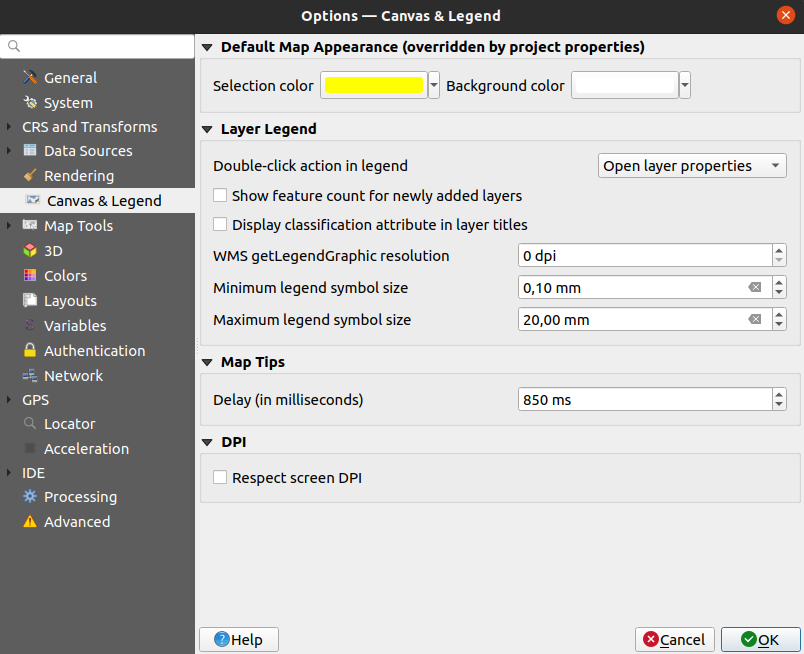 Options — Canvas & Legend
General
System
CRS and Transforms
Data Sources
Rendering
Canvas & Legend
Map Tools
3D
Colors
Layouts
Variables
Authentication
Network
GPS
Locator
Acceleration
IDE
Processing
Advanced
Default Map Appearance (overridden by project properties)
Selection color Background color
Layer Legend
Double-click action in legend Open layer properties
Show feature count for newly added layers
Display classification attribute in layer titles
WMS getLegendGraphic resolution 0 dpi
Minimum legend symbol size 0,10 mm
Maximum legend symbol size 20,00 mm
Map Tips
Delay (in milliseconds) 850 ms
DPI
Respect screen DPI
Help Cancel OK